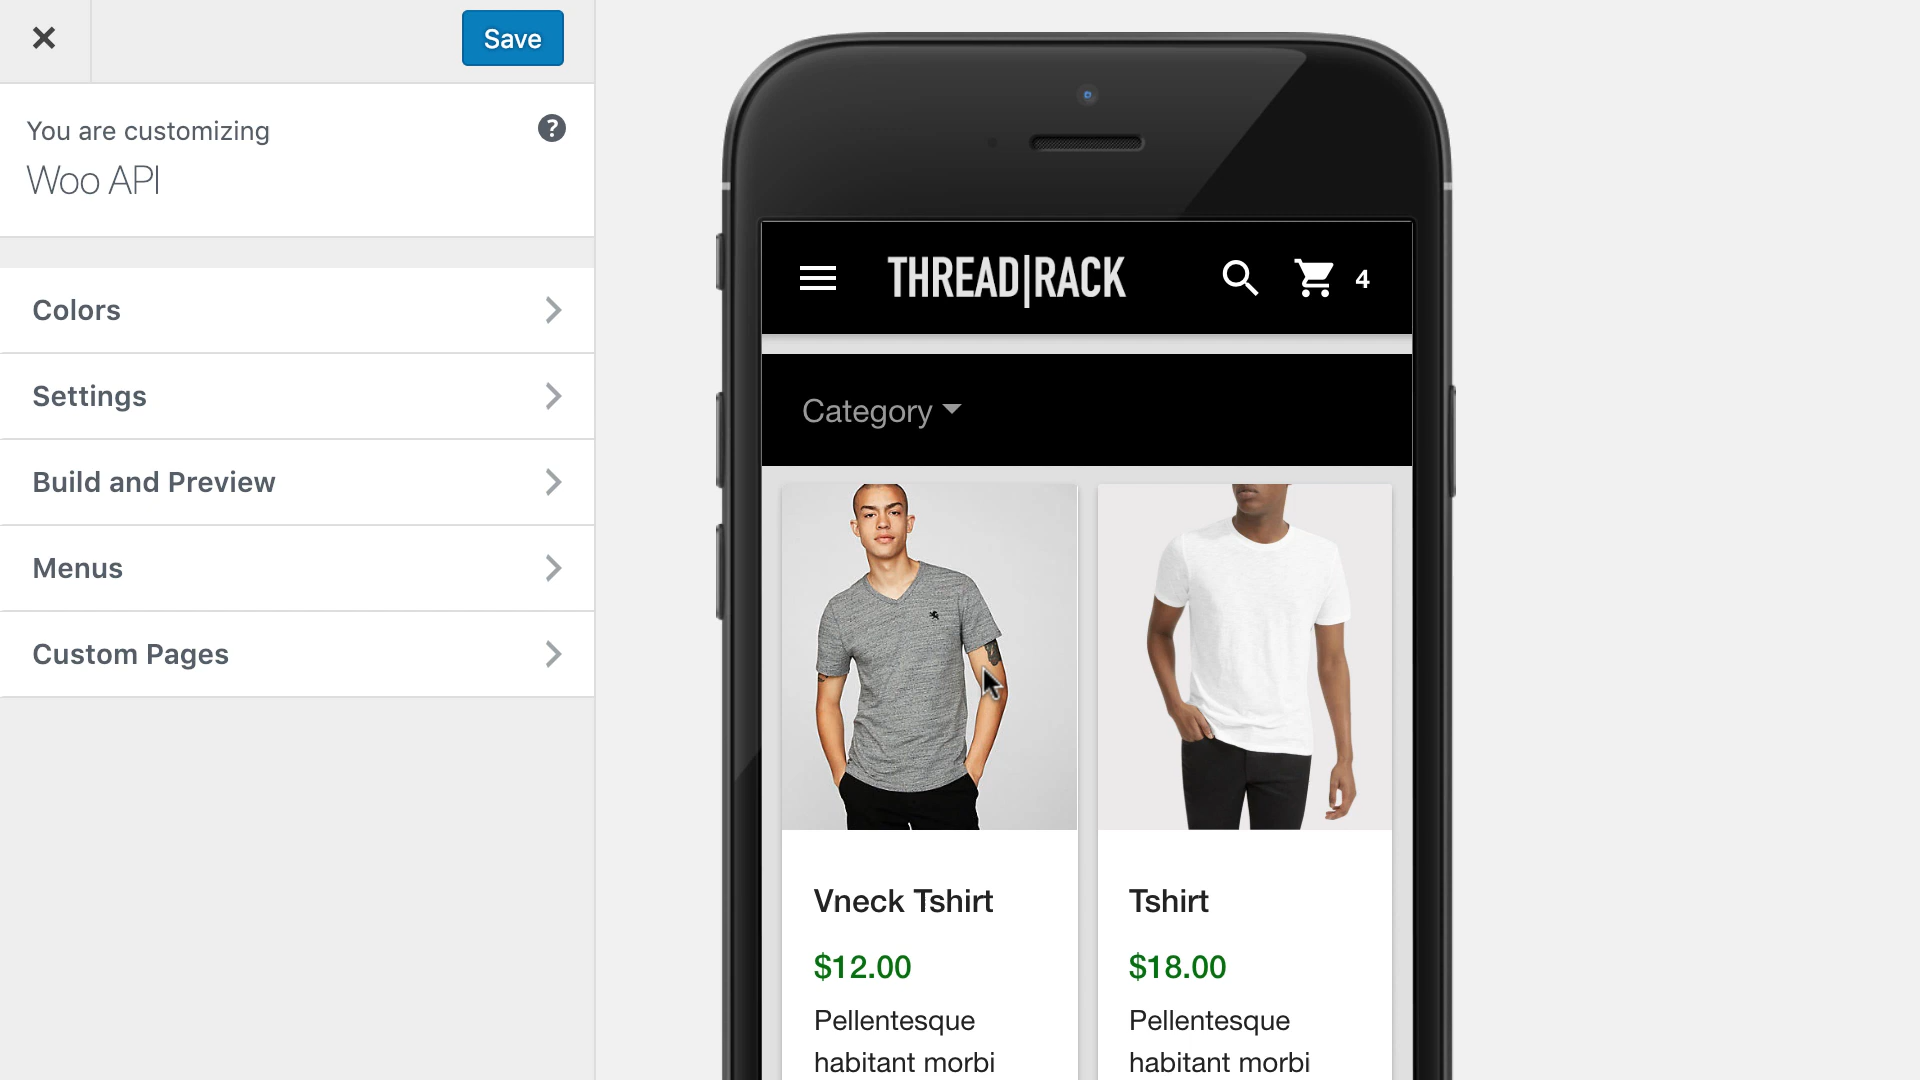 Save
You are customizing
Woo API
Colors
Settings
Build and Preview
Menus
Custom Pages
THREAD|RACK
4
Category
Vneck Tshirt
$12.00
Pellentesque
habitant morbi
Tshirt
$18.00
Pellentesque
habitant morbi